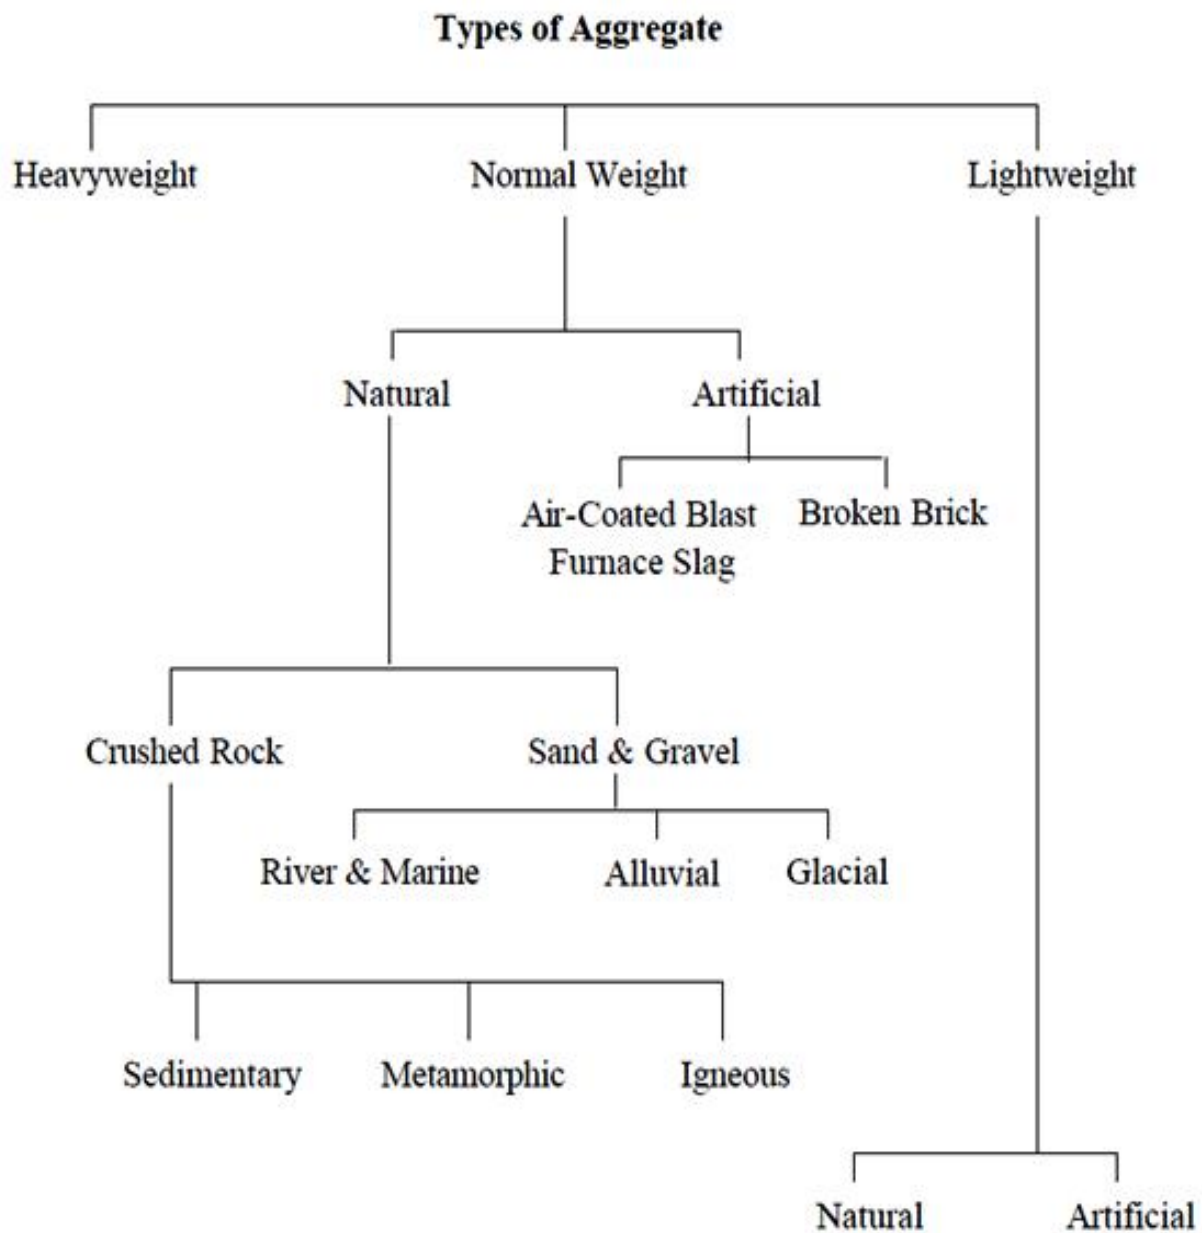 Types of Aggregate
Heavyweight
Normal Weight
Lightweight
Natural
Artificial
Air-Coated Blast
Furnace Slag
Broken Brick
Crushed Rock
Sand & Gravel
River & Marine
Alluvial
Glacial
Sedimentary
Metamorphic
Igneous
Natural
Artificial